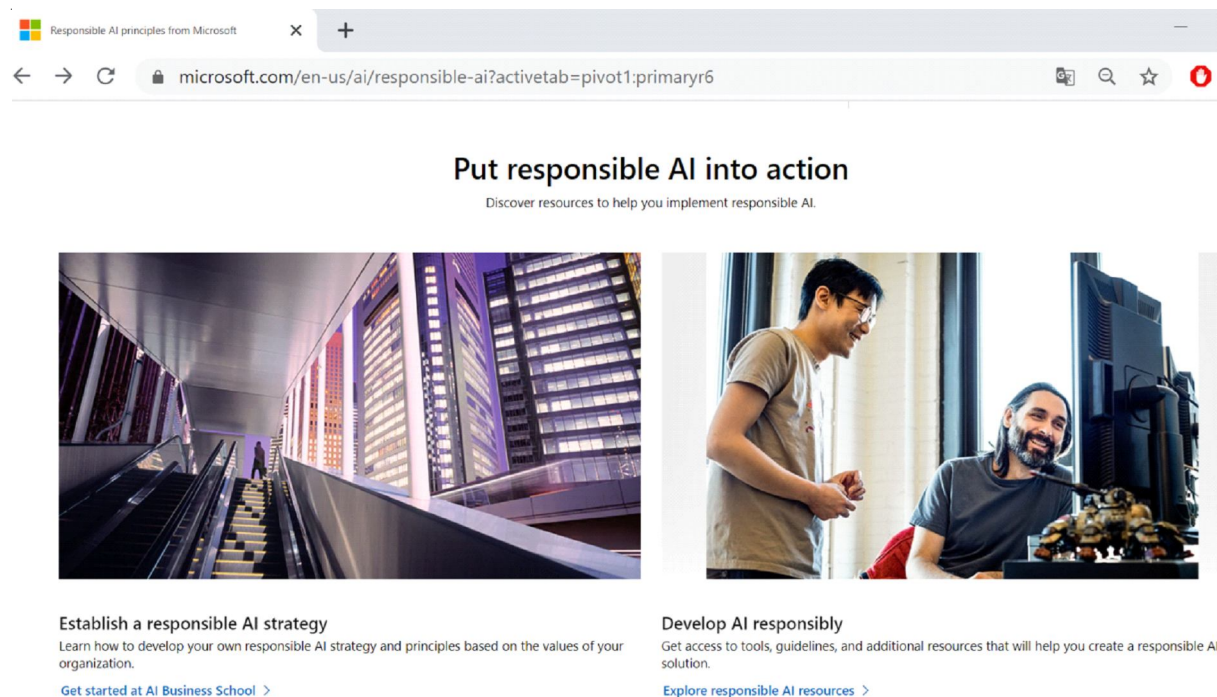 Responsible AI principles from Microsoft
microsoft.com/en-us/ai/responsible-ai?activetab=pivot1:primaryr6
Put responsible AI into action
Discover resources to help you implement responsible AI.
Establish a responsible AI strategy
Learn how to develop your own responsible AI strategy and principles based on the values of your
organization.
Get started at AI Business School >
Develop AI responsibly
Get access to tools, guidelines, and additional resources that will help you create a responsible AI
solution.
Explore responsible AI resources >